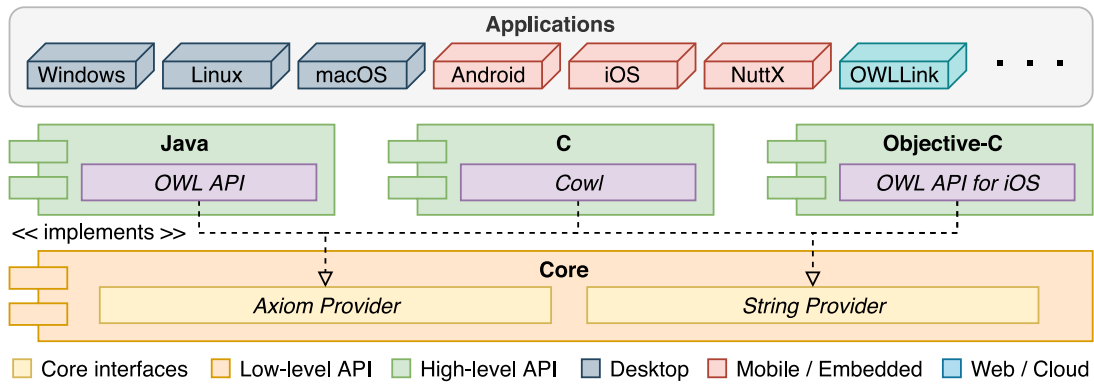 Applications
Windows Linux macOS Android iOS NuttX OWLLink . . .
Java C Objective-C
OWL API Cowl OWL API for iOS
<< implements >>
Core
Axiom Provider String Provider
Core interfaces Low-level API High-level API Desktop Mobile / Embedded Web / Cloud